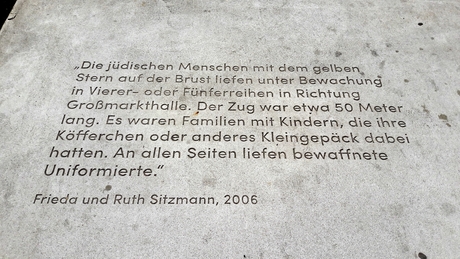 „Die jüdischen Menschen mit dem gelben
Stern auf der Brust liefen unter Bewachung
in Vierer- oder Fünferreihen in Richtung
Großmarkthalle. Der Zug war etwa 50 Meter
lang. Es waren Familien mit Kindern, die ihre
Köfferchen oder anderes Kleingepäck dabei
hatten. An allen Seiten liefen bewaffnete
Uniformierte.“
Frieda und Ruth Sitzmann, 2006